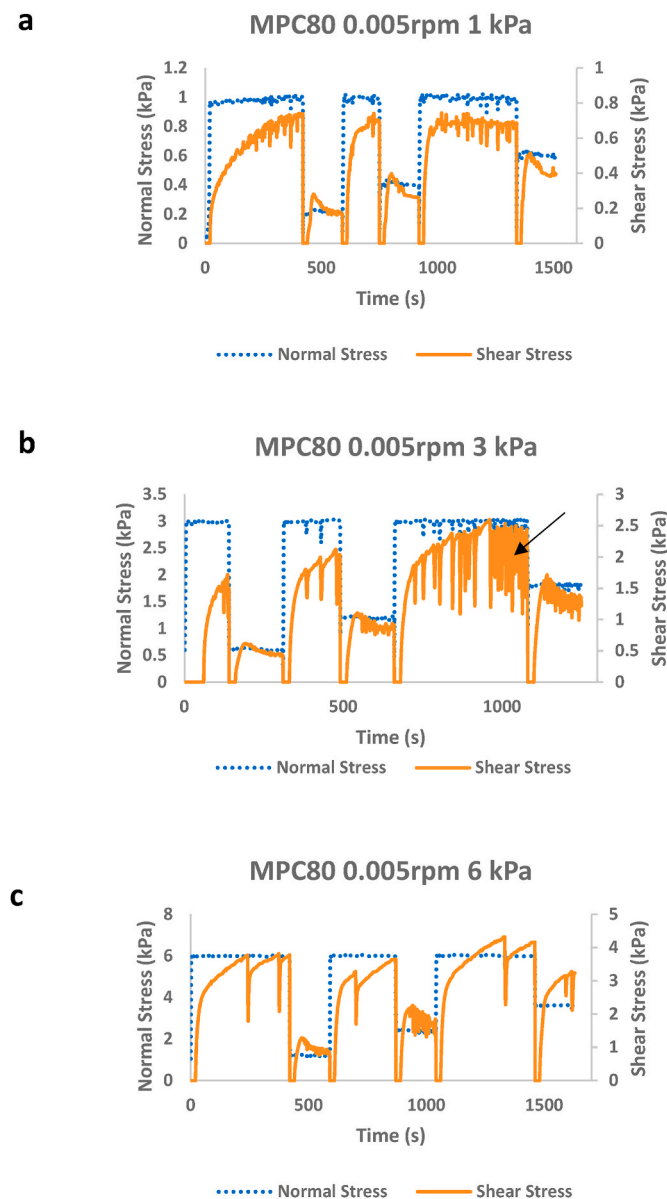 a
MPC80 0.005rpm 1 kPa
Normal Stress (kPa)
1.2
1
0.8
0.6
0.4
0.2
0
1
0.8
0.6
0.4
0.2
0
Shear Stress (kPa)
0 500 1000 1500
Time (s)
Normal Stress Shear Stress
b
MPC80 0.005rpm 3 kPa
Normal Stress (kPa)
3.5
3
2.5
2
1.5
1
0.5
0
3
2.5
2
1.5
1
0.5
0
Shear Stress (kPa)
0 500 1000
Time (s)
Normal Stress Shear Stress
c
MPC80 0.005rpm 6 kPa
Normal Stress (kPa)
8
6
4
2
0
5
4
3
2
1
0
Shear Stress (kPa)
0 500 1000 1500
Time (s)
Normal Stress Shear Stress